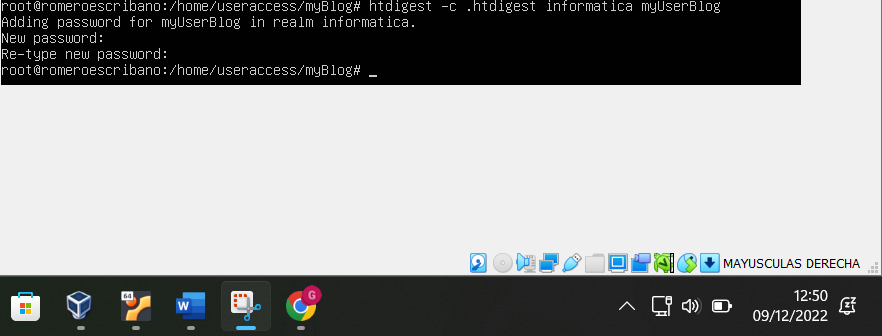 root@romeroescribano:/home/useraccess/myBlog# htdigest -c .htdigest informatica myUserBlog
Adding password for myUserBlog in realm informatica.
New password:
Re-type new password:
root@romeroescribano:/home/useraccess/myBlog# _
MAYUSCULAS DERECHA
64
W
G
12:50
09/12/2022